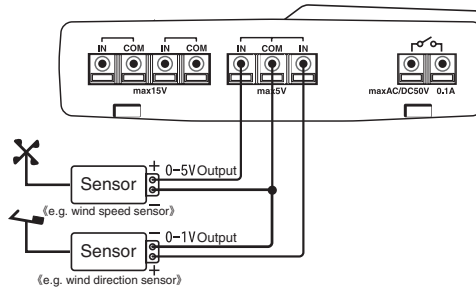 IN COM IN COM IN COM IN
max15V max5V maxAC/DC50V 0.1A
+ 0-5V Output
Sensor
−
《e.g. wind speed sensor》
− 0-1V Output
Sensor
+
《e.g. wind direction sensor》